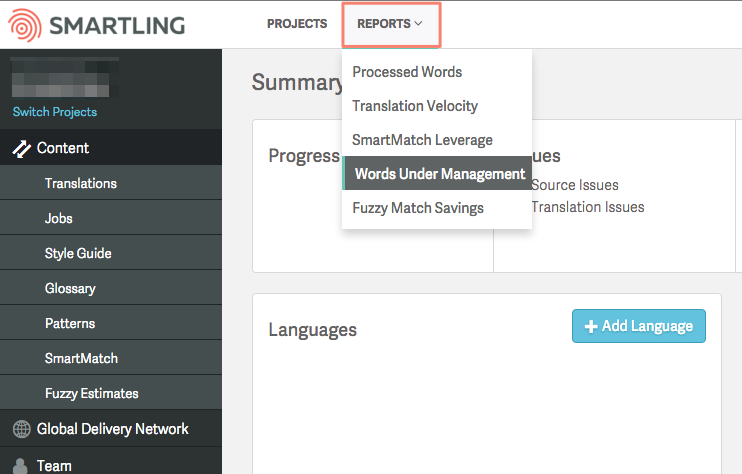 SMARTLING
PROJECTS
REPORTS
Processed Words
Translation Velocity
SmartMatch Leverage
Words Under Management
Fuzzy Match Savings
Switch Projects
Content
Translations
Jobs
Style Guide
Glossary
Patterns
SmartMatch
Fuzzy Estimates
Global Delivery Network
Team
Summary
Progress
ues
Source Issues
Translation Issues
Languages
+ Add Language